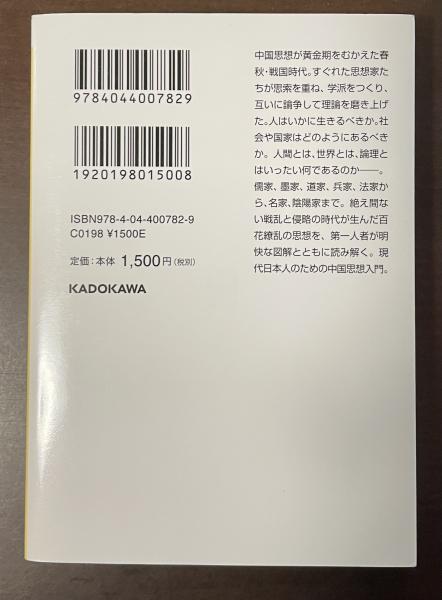 9784044007829
1920198015008
ISBN978-4-04-400782-9
C0198 ¥1500E
定価：本体 1,500円（税別）
KADOKAWA
中国思想が黄金期をむかえた春
秋・戦国時代。すぐれた思想家た
ちが思索を重ね、学派をつくり、
互いに論争して理論を磨き上げ
た。人はいかに生きるべきか。社
会や国家はどのようにあるべき
か。人間とは、世界とは、論理と
はいったい何であるのか――。
儒家、墨家、道家、兵家、法家か
ら、名家、陰陽家まで。絶え間な
い戦乱と侵略の時代が生んだ百
花繚乱の思想を、第一人者が明
快な図解とともに読み解く。現
代日本人のための中国思想入門。